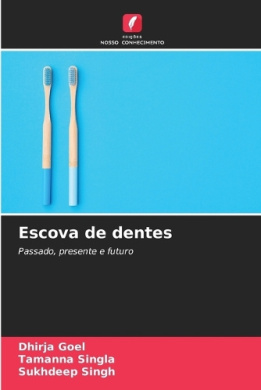 edições
NOSSO CONHECIMENTO
Escova de dentes
Passado, presente e futuro
Dhirja Goel
Tamanna Singla
Sukhdeep Singh